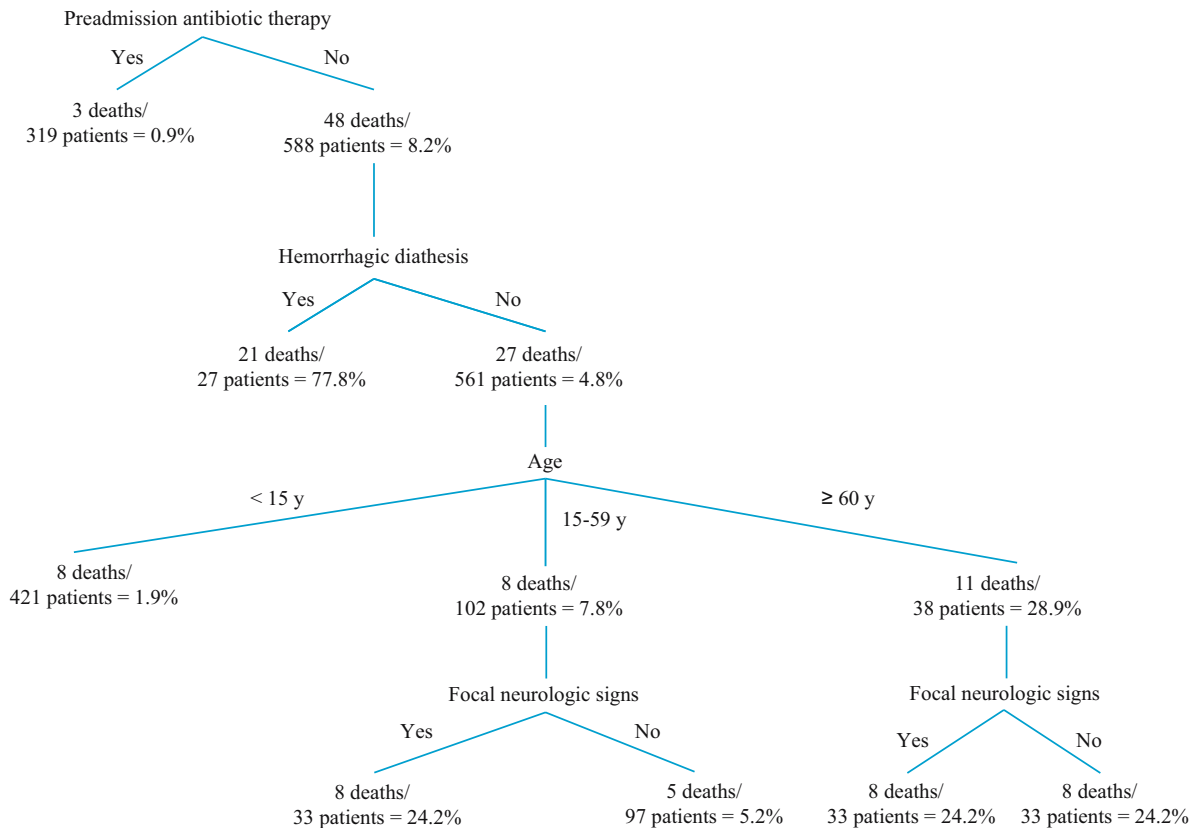 Preadmission antibiotic therapy
Yes
No
3 deaths/
319 patients = 0.9%
48 deaths/
588 patients = 8.2%
Hemorrhagic diathesis
Yes
No
21 deaths/
27 patients = 77.8%
27 deaths/
561 patients = 4.8%
Age
< 15 y
15-59 y
≥ 60 y
8 deaths/
421 patients = 1.9%
8 deaths/
102 patients = 7.8%
11 deaths/
38 patients = 28.9%
Focal neurologic signs
Yes
No
8 deaths/
33 patients = 24.2%
5 deaths/
97 patients = 5.2%
Focal neurologic signs
Yes
No
8 deaths/
33 patients = 24.2%
8 deaths/
33 patients = 24.2%